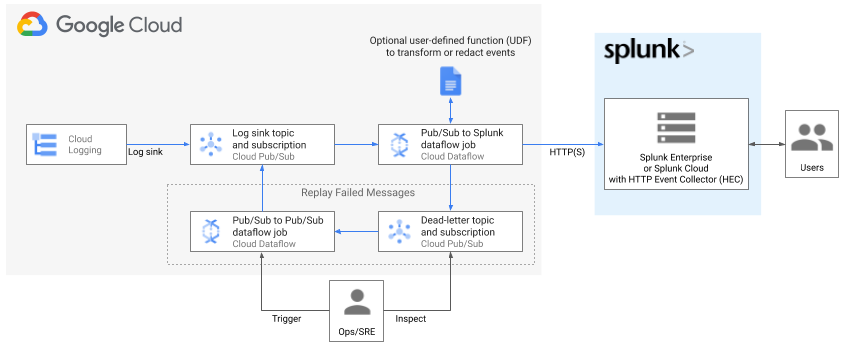 Google Cloud
Optional user-defined function (UDF)
to transform or redact events
splunk>
Cloud
Logging
Log sink
Log sink topic
and subscription
Cloud Pub/Sub
Pub/Sub to Splunk
dataflow job
Cloud Dataflow
HTTP(S)
Splunk Enterprise
or Splunk Cloud
with HTTP Event Collector (HEC)
Users
Replay Failed Messages
Pub/Sub to Pub/Sub
dataflow job
Cloud Dataflow
Dead-letter topic
and subscription
Cloud Pub/Sub
Trigger
Inspect
Ops/SRE